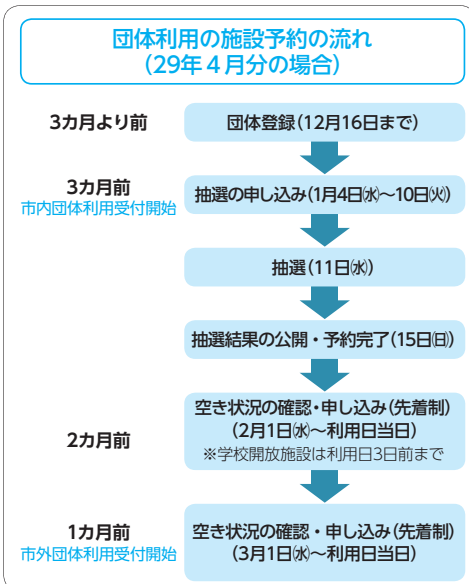 団体利用の施設予約の流れ
（29年４月分の場合）
3カ月より前
団体登録（12月16日まで）
3カ月前
市内団体利用受付開始
抽選の申し込み（1月4日㈬～10日㈫）
抽選（11日㈬）
抽選結果の公開・予約完了（15日㈰）
2カ月前
空き状況の確認・申し込み（先着制）
（2月1日㈬～利用日当日）
※学校開放施設は利用日3日前まで
1カ月前
市外団体利用受付開始
空き状況の確認・申し込み（先着制）
（3月1日㈬～利用日当日）